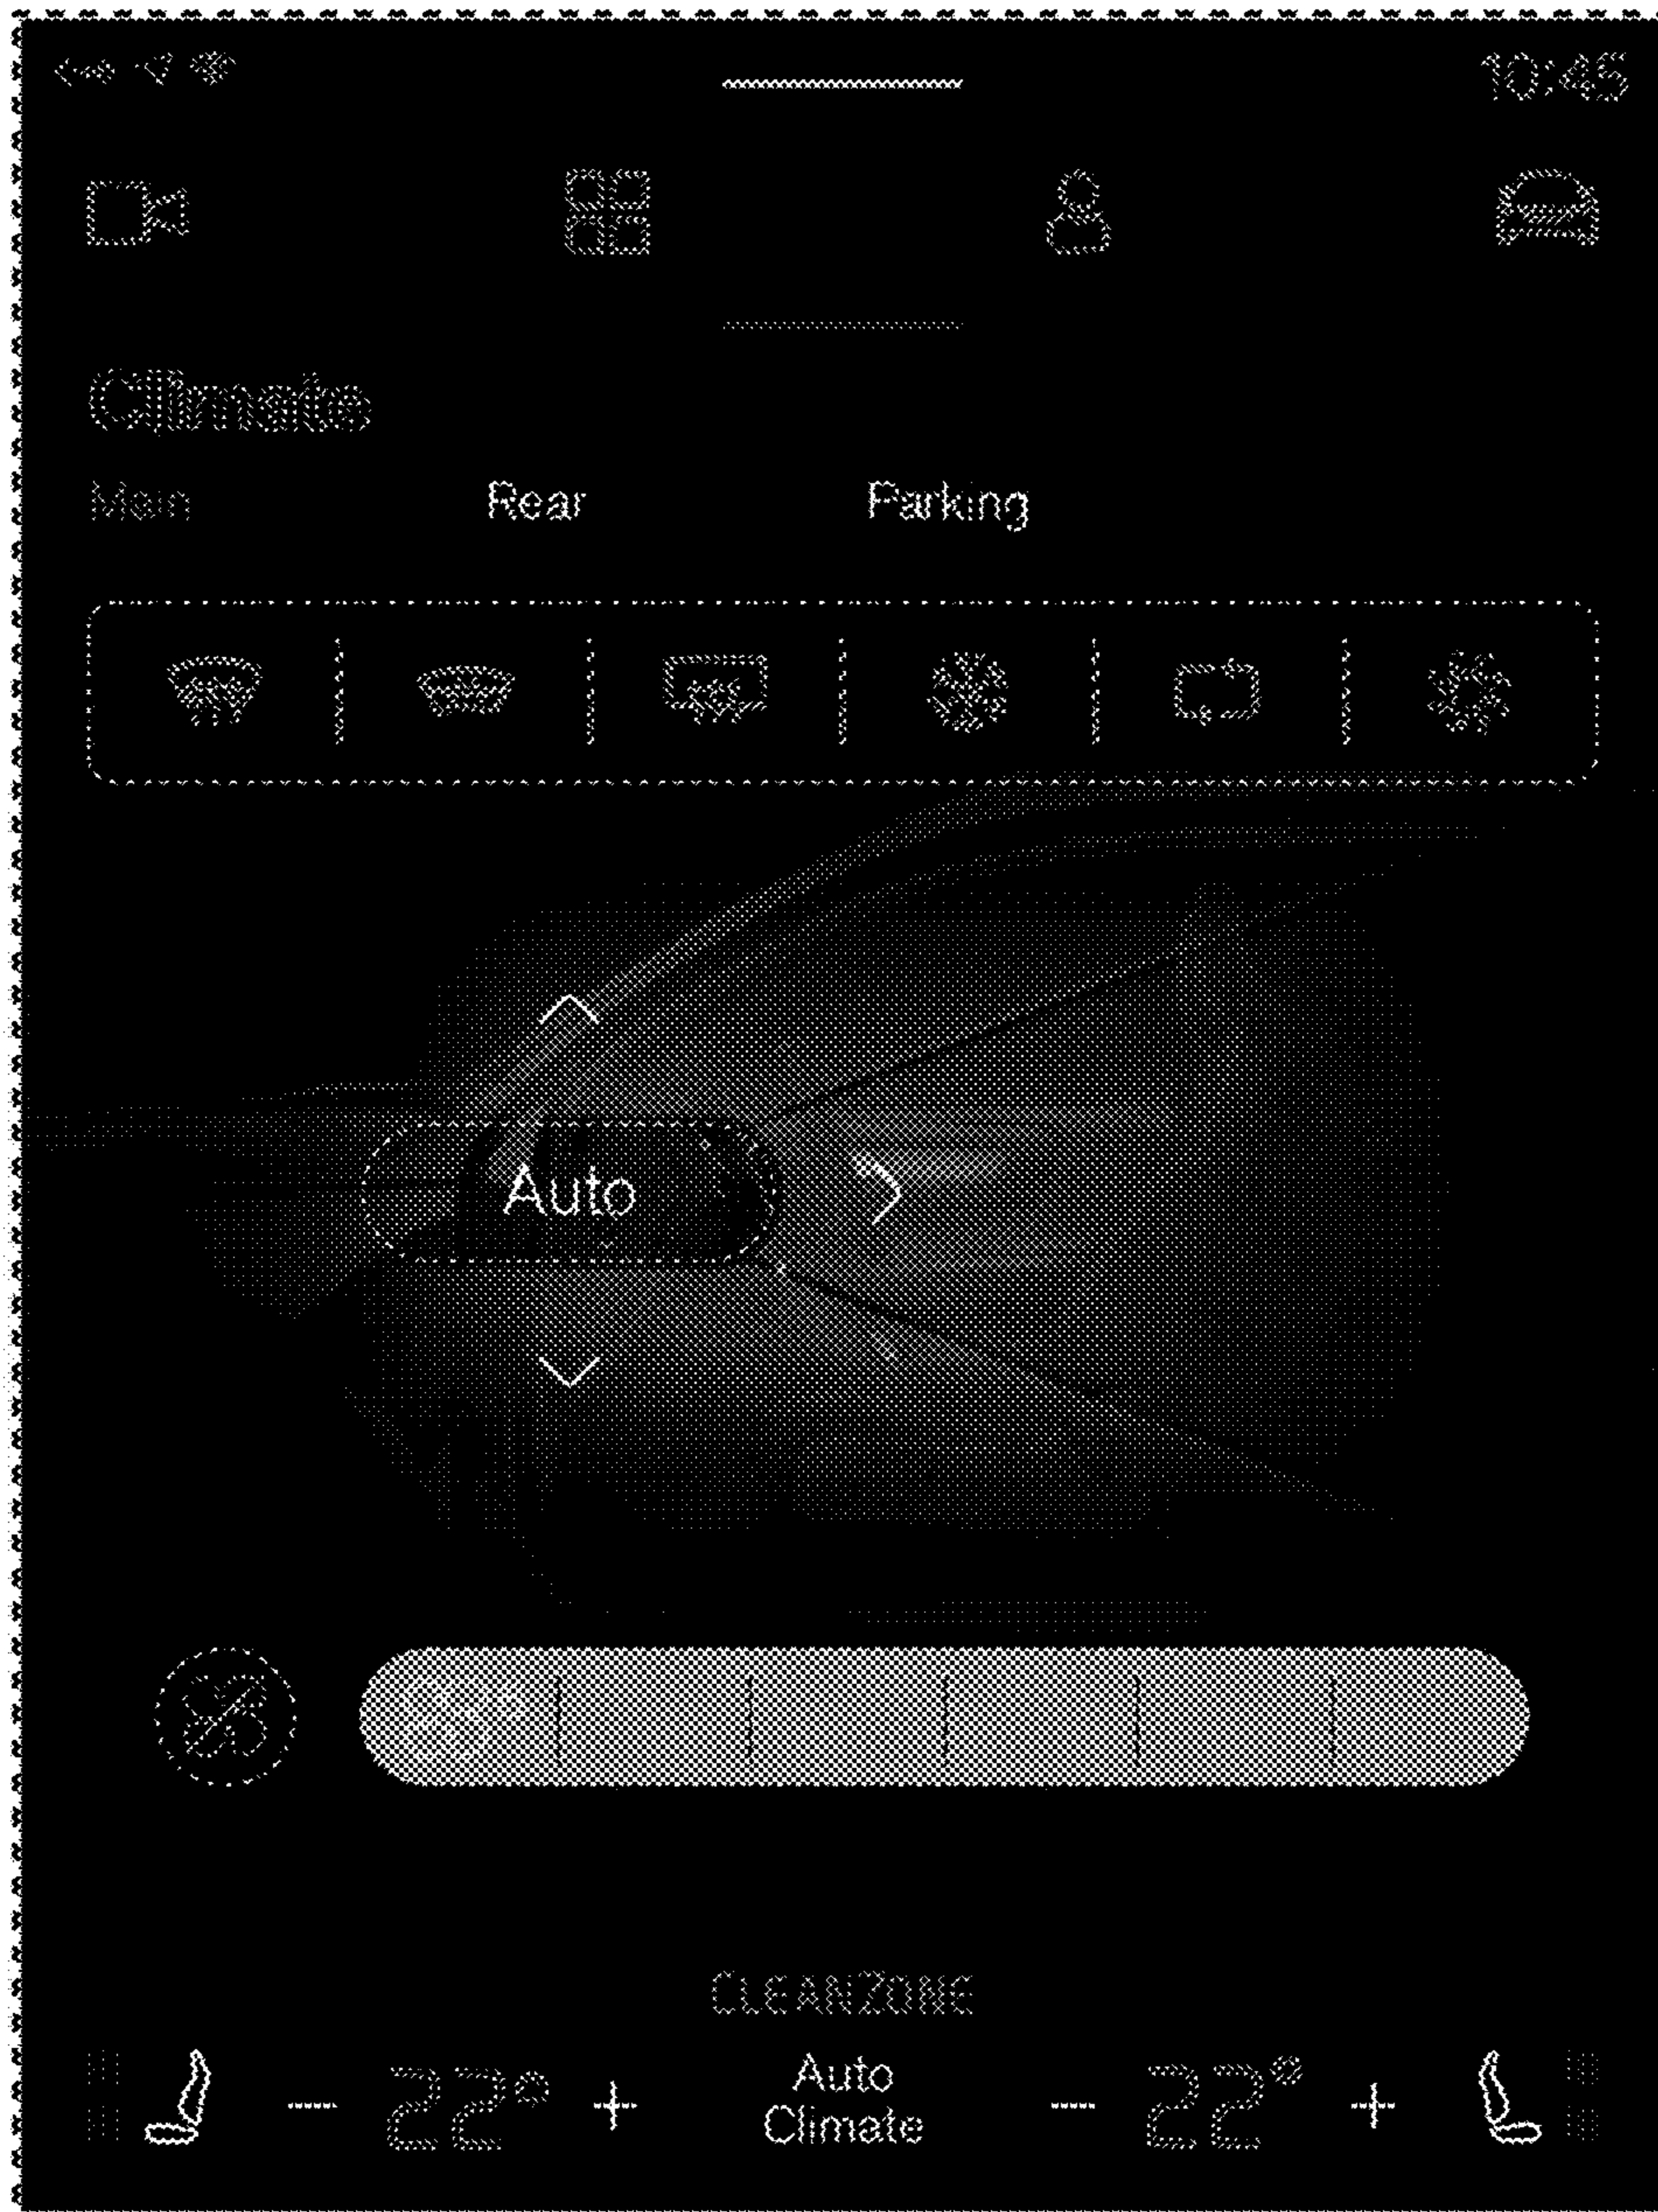 10:45
Climate
Main Rear Parking
Auto
CLEANZONE
22° Auto Climate 22°